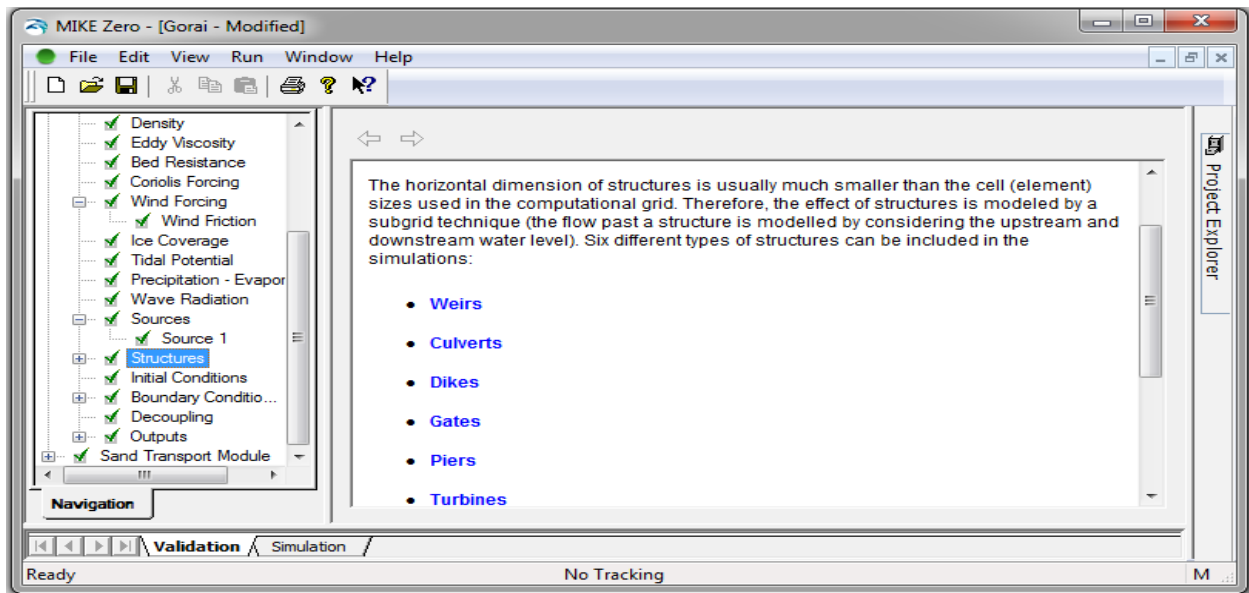 MIKE Zero - [Gorai - Modified]
File Edit View Run Window Help
Density
Eddy Viscosity
Bed Resistance
Coriolis Forcing
Wind Forcing
Wind Friction
Ice Coverage
Tidal Potential
Precipitation - Evapor
Wave Radiation
Sources
Source 1
Structures
Initial Conditions
Boundary Conditio...
Decoupling
Outputs
Sand Transport Module
Navigation
The horizontal dimension of structures is usually much smaller than the cell (element)
sizes used in the computational grid. Therefore, the effect of structures is modeled by a
subgrid technique (the flow past a structure is modelled by considering the upstream and
downstream water level). Six different types of structures can be included in the
simulations:
• Weirs
• Culverts
• Dikes
• Gates
• Piers
• Turbines
Project Explorer
Validation Simulation
Ready No Tracking M